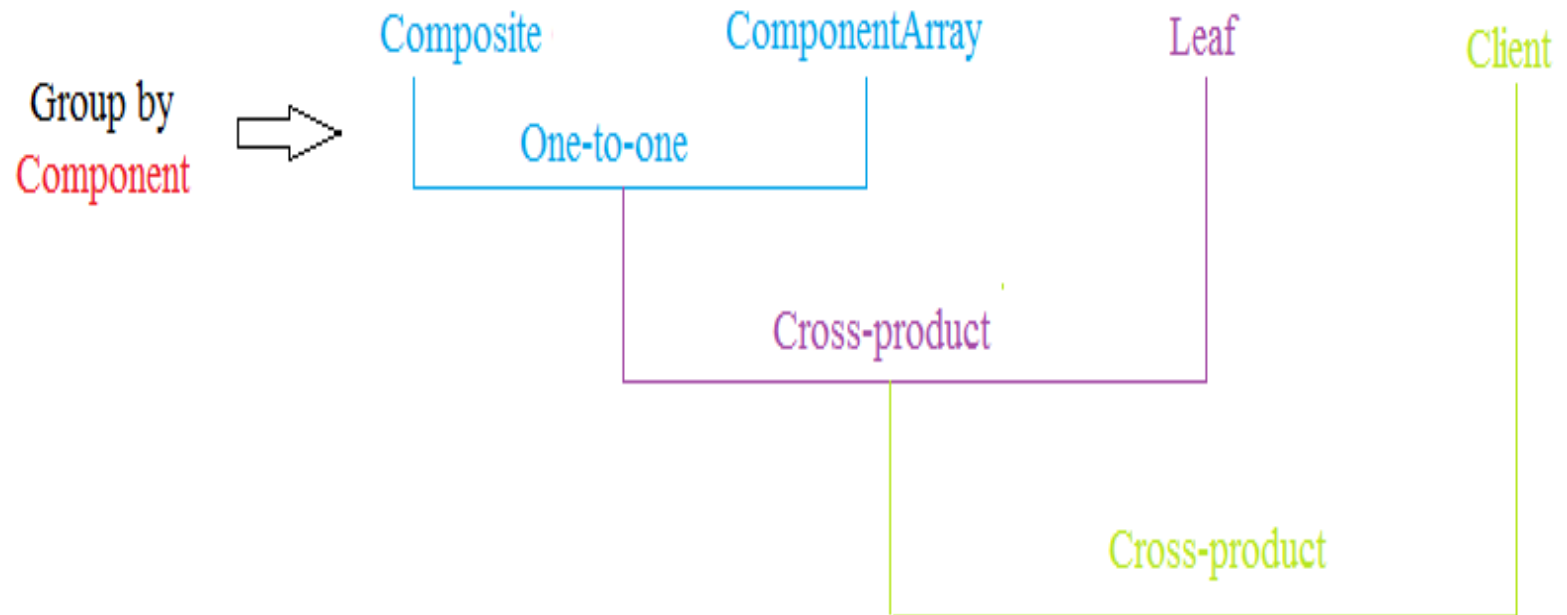 Composite
ComponentArray
Leaf
Client
Group by
Component
One-to-one
Cross-product
Cross-product